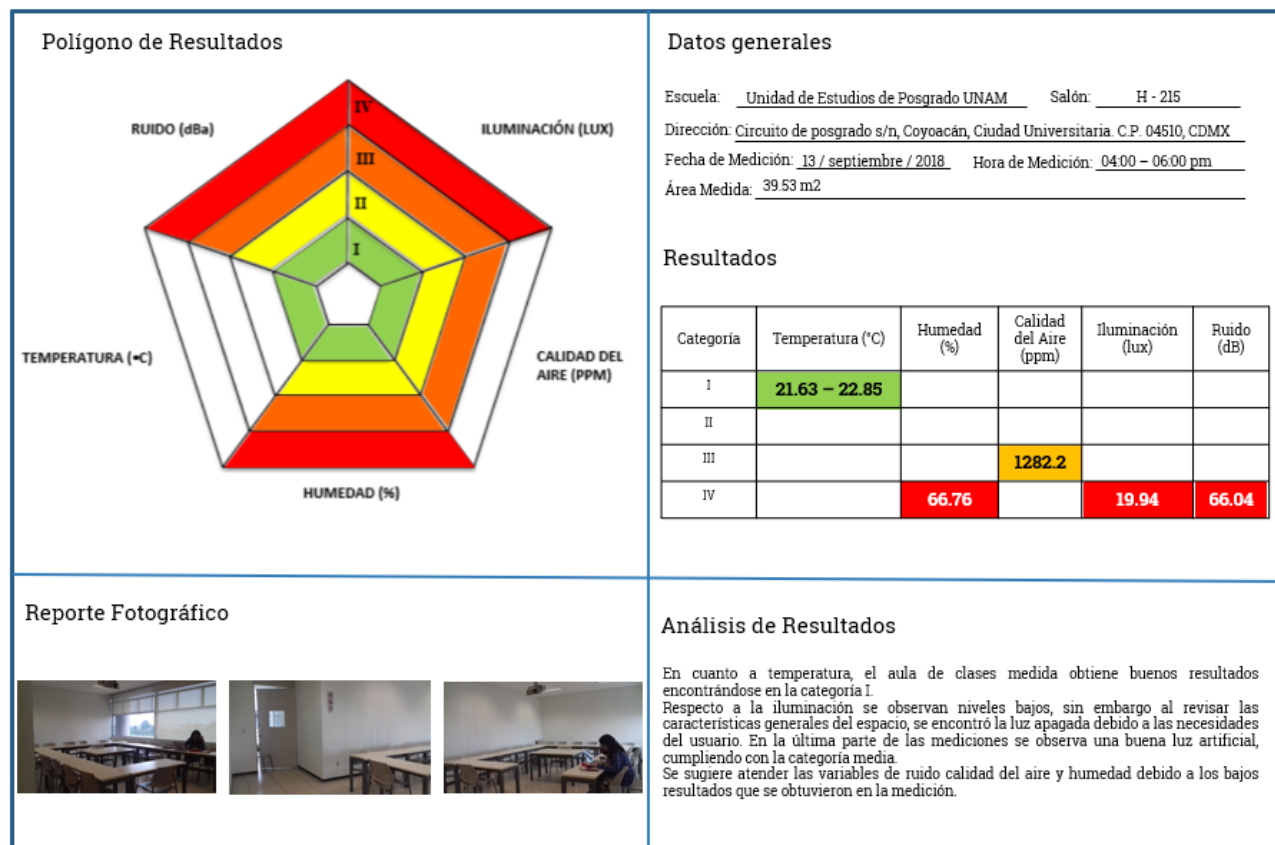 Polígono de Resultados
IV
RUIDO (dBa)
ILUMINACIÓN (LUX)
III
II
I
TEMPERATURA (•C)
CALIDAD DEL
AIRE (PPM)
HUMEDAD (%)
Datos generales
Escuela: Unidad de Estudios de Posgrado UNAM Salón: H - 215
Dirección: Circuito de posgrado s/n, Coyoacán, Ciudad Universitaria. C.P. 04510, CDMX
Fecha de Medición: 13 / septiembre / 2018 Hora de Medición: 04:00 – 06:00 pm
Área Medida: 39.53 m2
Resultados
Categoría Temperatura (°C) Humedad (%) Calidad del Aire (ppm) Iluminación (lux) Ruido (dB)
I 21.63 – 22.85
II
III 1282.2
IV 66.76 19.94 66.04
Reporte Fotográfico
Análisis de Resultados
En cuanto a temperatura, el aula de clases medida obtiene buenos resultados
encontrándose en la categoría I.
Respecto a la iluminación se observan niveles bajos, sin embargo al revisar las
características generales del espacio, se encontró la luz apagada debido a las necesidades
del usuario. En la última parte de las mediciones se observa una buena luz artificial,
cumpliendo con la categoría media.
Se sugiere atender las variables de ruido calidad del aire y humedad debido a los bajos
resultados que se obtuvieron en la medición.